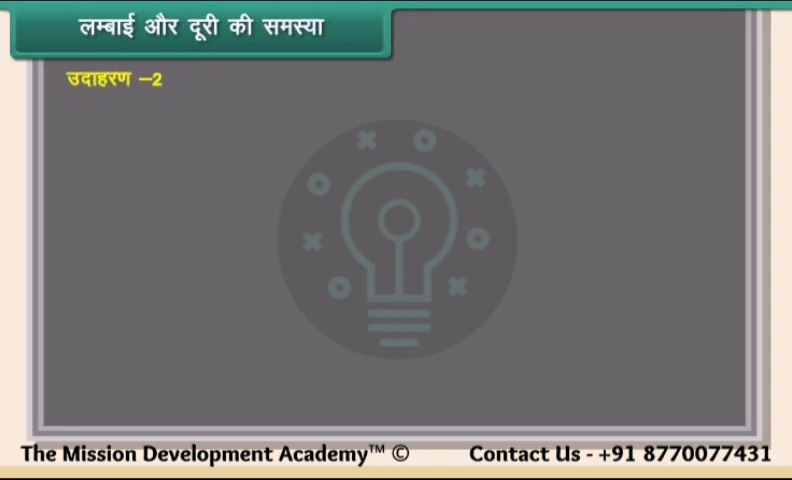 लम्बाई और दूरी की समस्या
उदाहरण –2
The Mission Development Academy™ © Contact Us - +91 8770077431